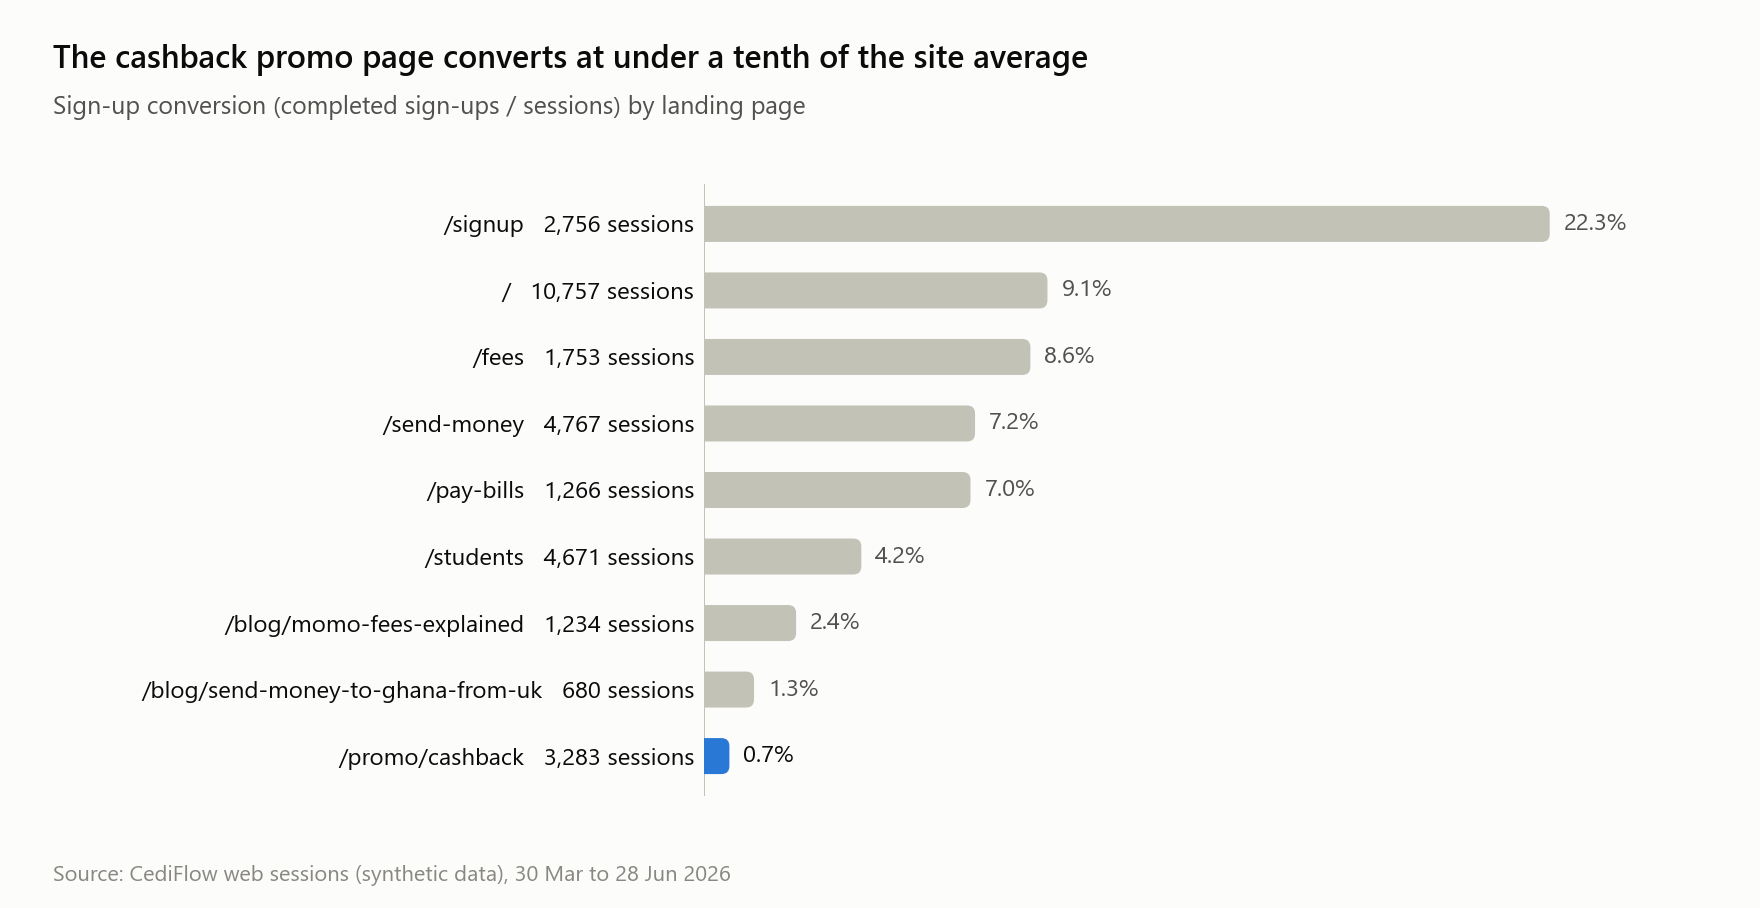 The cashback promo page converts at under a tenth of the site average
Sign-up conversion (completed sign-ups / sessions) by landing page
/signup 2,756 sessions 22.3%
/ 10,757 sessions 9.1%
/fees 1,753 sessions 8.6%
/send-money 4,767 sessions 7.2%
/pay-bills 1,266 sessions 7.0%
/students 4,671 sessions 4.2%
/blog/momo-fees-explained 1,234 sessions 2.4%
/blog/send-money-to-ghana-from-uk 680 sessions 1.3%
/promo/cashback 3,283 sessions 0.7%
Source: CediFlow web sessions (synthetic data), 30 Mar to 28 Jun 2026